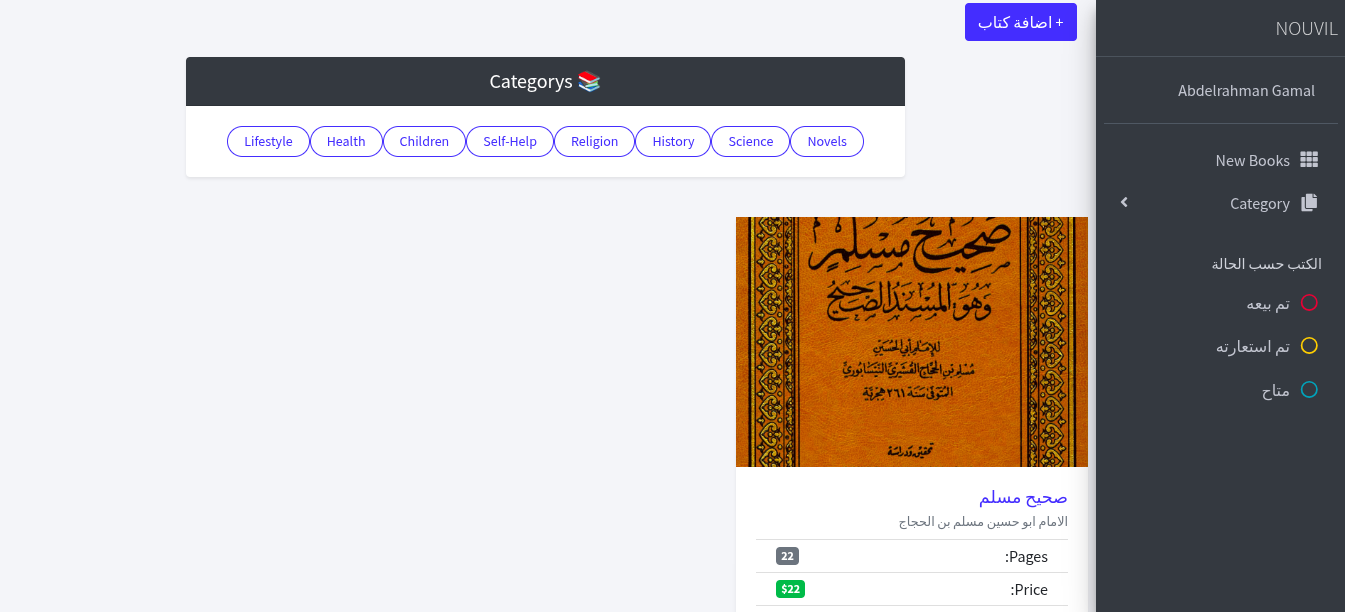 NOUVIL
Abdelrahman Gamal
New Books
Category
الكتب حسب الحالة
تم بيعه
تم استعارته
متاح
+ اضافة كتاب
Categorys 📚
Lifestyle Health Children Self-Help Religion History Science Novels
صحيح مسلم
وهو المسند الصحيح
للإمام أبي الحسين
مسلم بن الحجاج القشيري النيسابوري
المتوفى سنة ٢٦١ هجرية
تحقيق ودراسة
صحيح مسلم
الامام ابو حسين مسلم بن الحجاج
:Pages 22
:Price $22